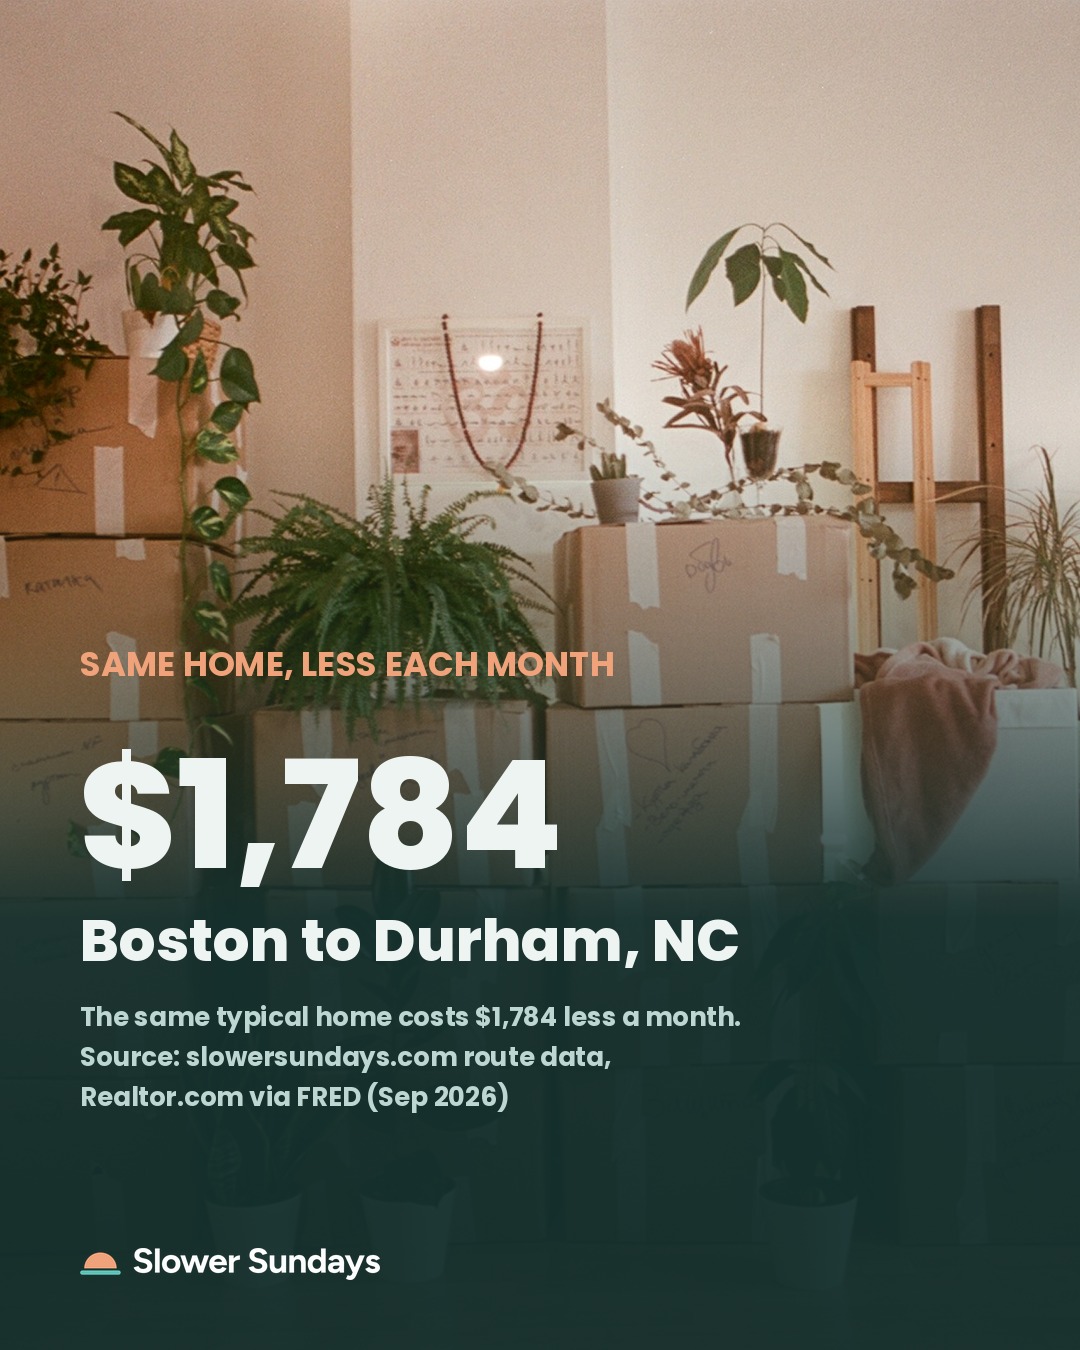 SAME HOME, LESS EACH MONTH
$1,784
Boston to Durham, NC
The same typical home costs $1,784 less a month.
Source: slowersundays.com route data,
Realtor.com via FRED (Sep 2026)
Slower Sundays